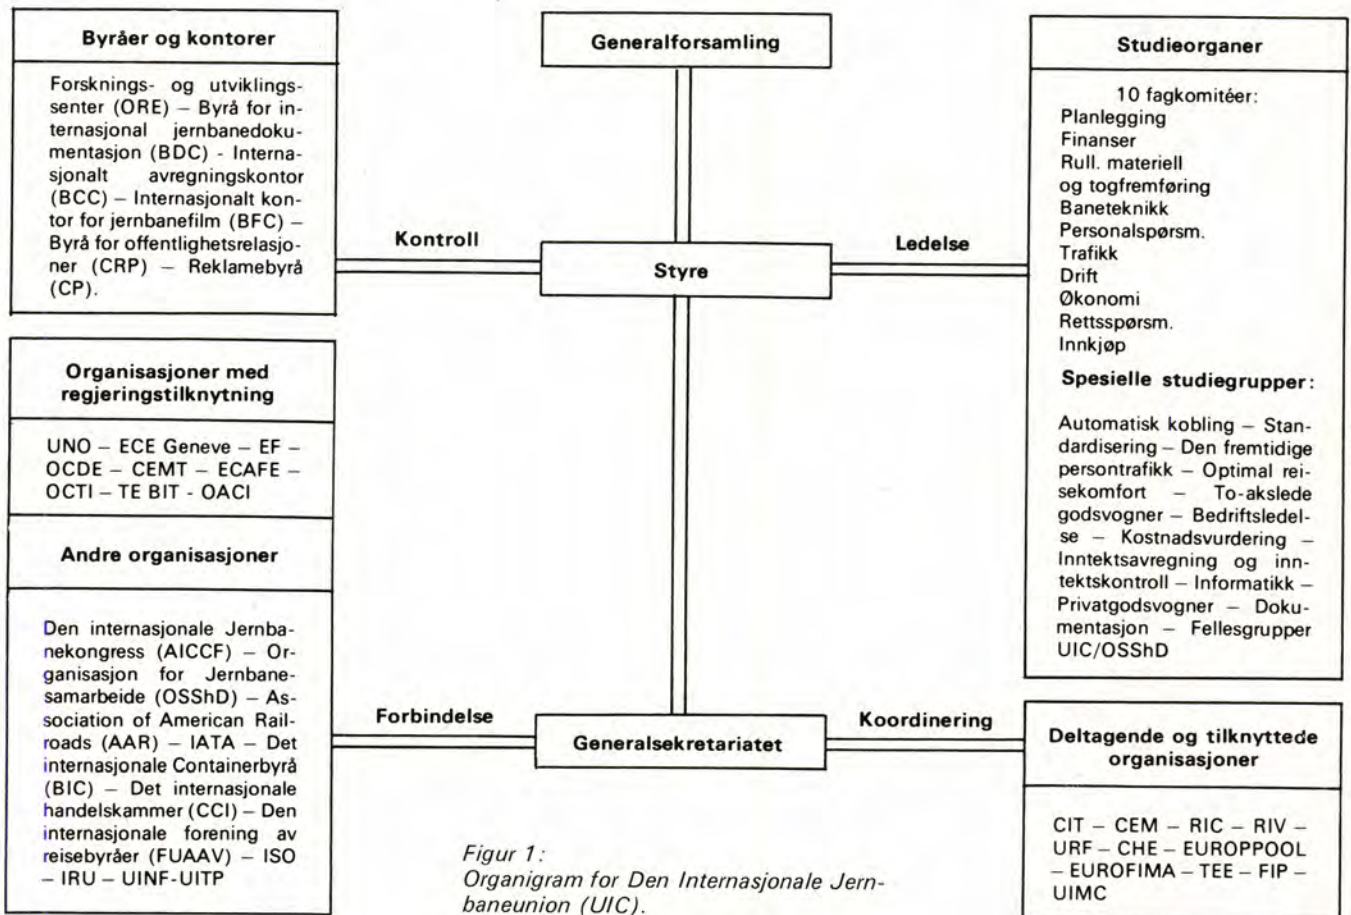 Byråer og kontorer
Forsknings- og utviklings-
senter (ORE) – Byrå for in-
ternasjonal jernbanedoku-
mentasjon (BDC) - Interna-
sjonalt avregningskontor
(BCC) – Internasjonalt kon-
tor for jernbanefilm (BFC) –
Byrå for offentlighetsrelasjo-
ner (CRP) – Reklamebyrå
(CP).
Organisasjoner med
regjeringstilknytning
UNO – ECE Geneve – EF –
OCDE – CEMT – ECAFE –
OCTI – TE BIT - OACI
Andre organisasjoner
Den internasjonale Jernba-
nekongress (AICCF) – Or-
ganisasjon for Jernbane-
samarbeide (OSShD) – As-
sociation of American Rail-
roads (AAR) – IATA – Det
internasjonale Containerbyrå
(BIC) – Det internasjonale
handelskammer (CCI) – Den
internasjonale forening av
reisebyråer (FUAAV) – ISO
– IRU – UINF-UITP
Generalforsamling
Kontroll
Styre
Ledelse
Forbindelse
Generalsekretariatet
Koordinering
Figur 1:
Organigram for Den Internasjonale Jern-
baneunion (UIC).
Studieorganer
10 fagkomitéer:
Planlegging
Finanser
Rull. materiell
og togfremføring
Baneteknikk
Personalspørsm.
Trafikk
Drift
Økonomi
Rettsspørsm.
Innkjøp
Spesielle studiegrupper:
Automatisk kobling – Stan-
dardisering – Den fremtidige
persontrafikk – Optimal rei-
sekomfort – To-akslede
godsvogner – Bedriftsledel-
se – Kostnadsvurdering –
Inntektsavregning og inn-
tektskontroll – Informatikk –
Privatgodsvogner – Doku-
mentasjon – Fellesgrupper
UIC/OSShD
Deltagende og tilknyttede
organisasjoner
CIT – CEM – RIC – RIV –
URF – CHE – EUROPPOOL
– EUROFIMA – TEE – FIP –
UIMC